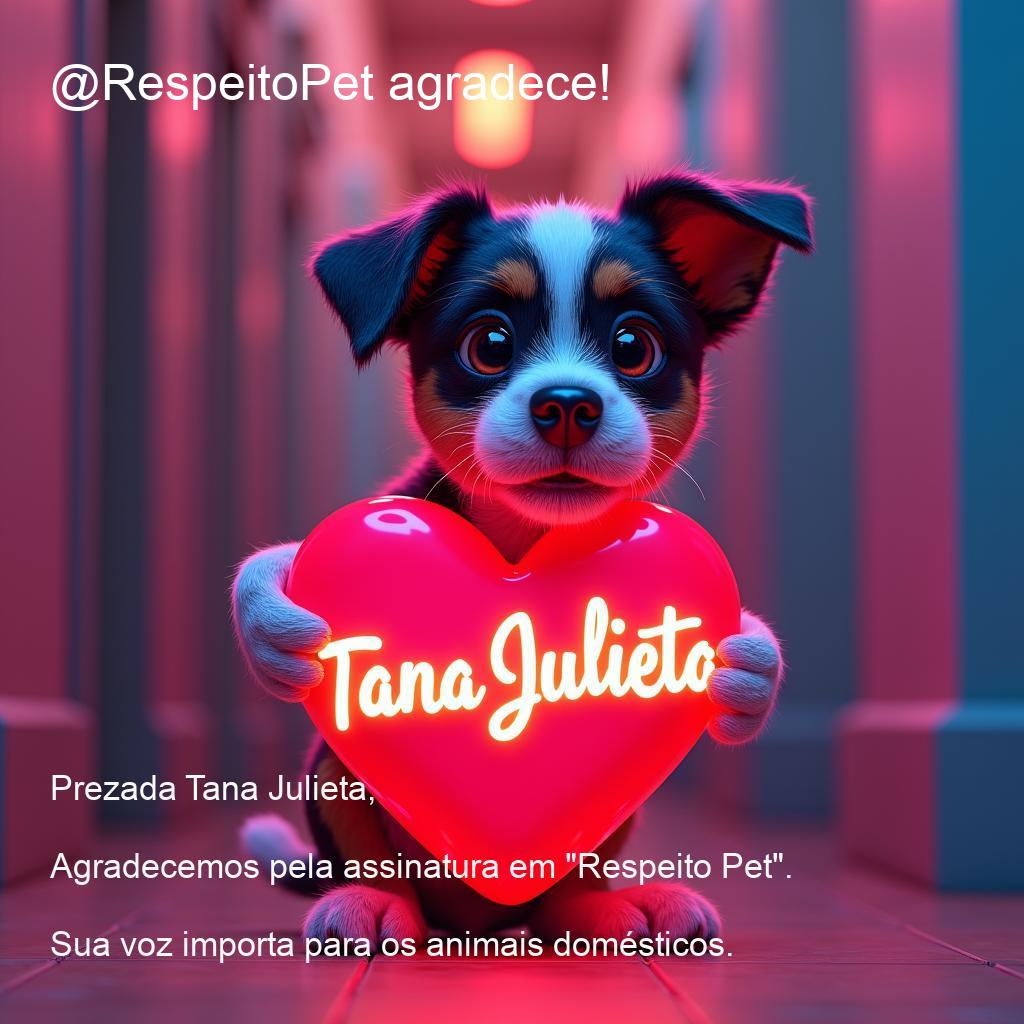 @RespeitoPet agradece!
Tana Julieta
Prezada Tana Julieta,
Agradecemos pela assinatura em "Respeito Pet".
Sua voz importa para os animais domésticos.